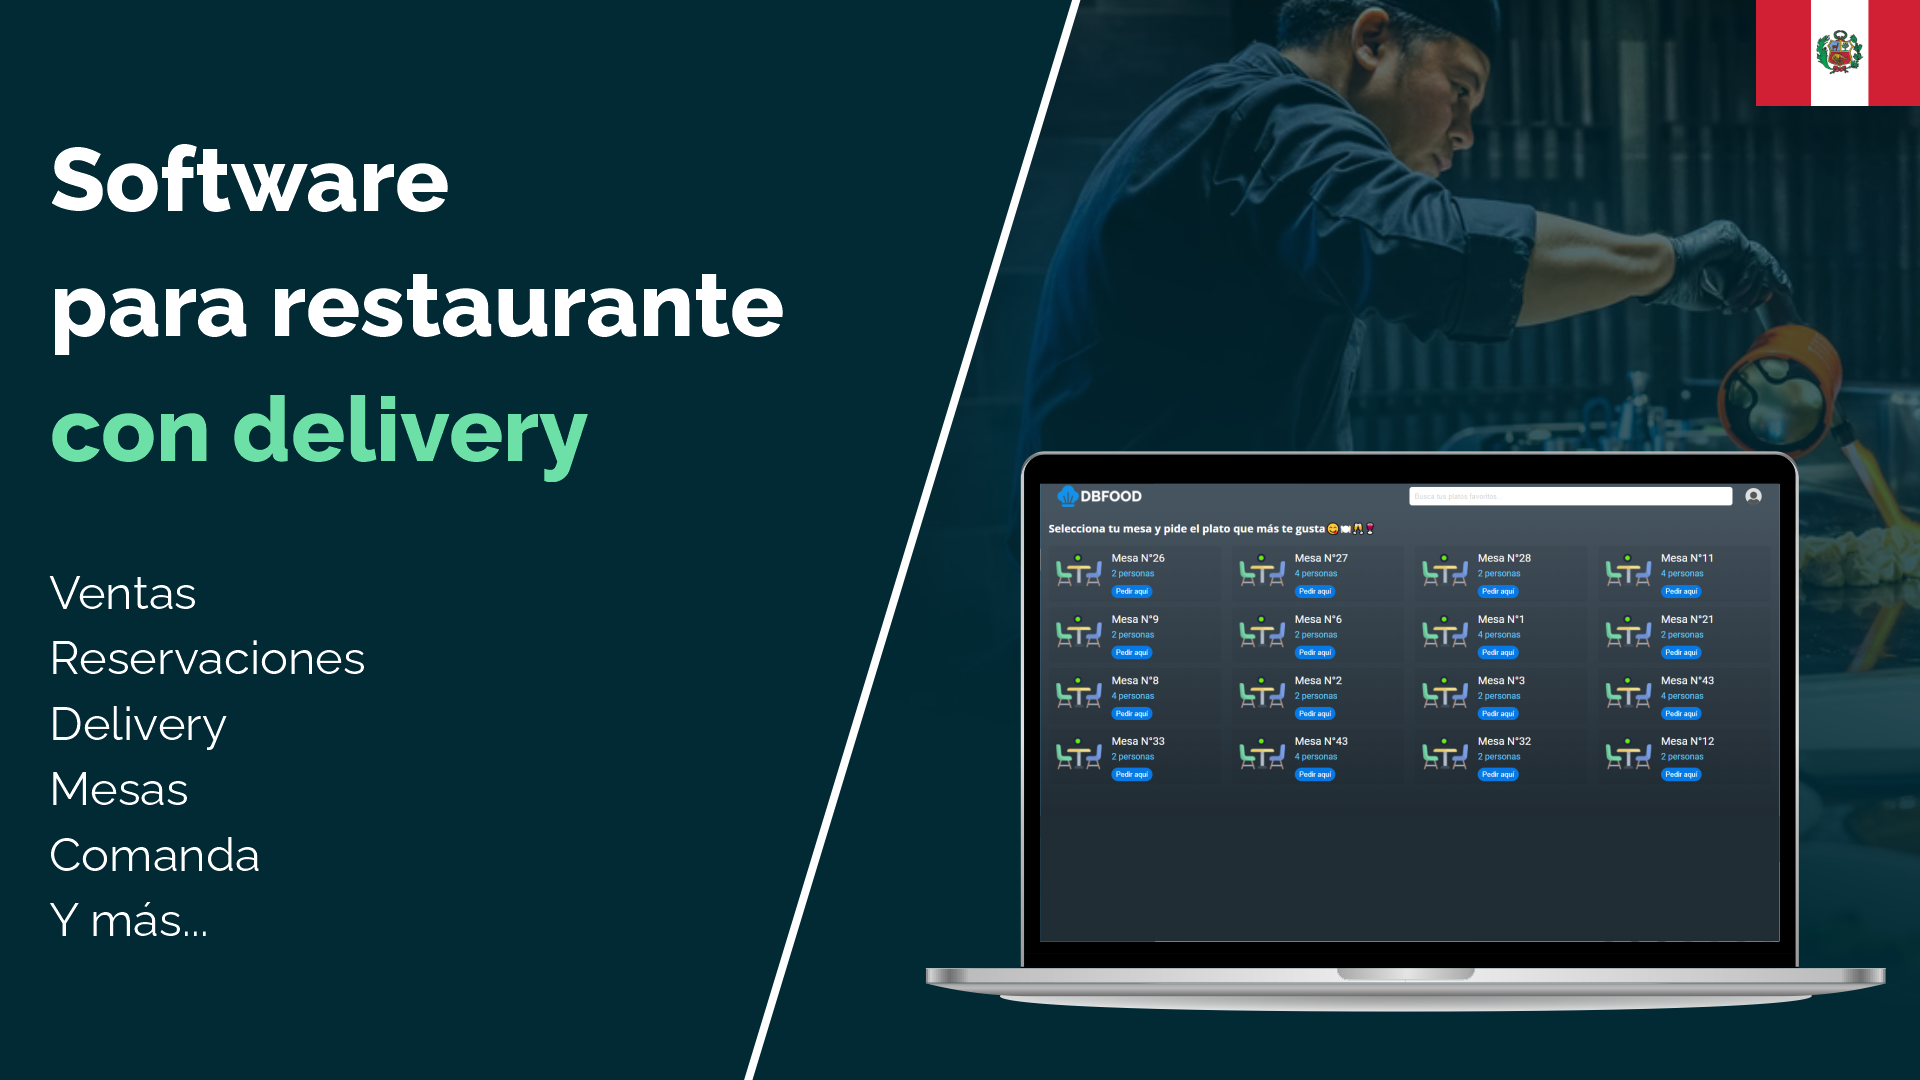 Software
para restaurante
con delivery
Ventas
Reservaciones
Delivery
Mesas
Comanda
Y más...
DBFOOD
Busca tus platos favoritos...
Selecciona tu mesa y pide el plato que más te gusta
Mesa N°26
2 personas
Pedir aquí
Mesa N°27
4 personas
Pedir aquí
Mesa N°28
2 personas
Pedir aquí
Mesa N°11
4 personas
Pedir aquí
Mesa N°9
2 personas
Pedir aquí
Mesa N°6
2 personas
Pedir aquí
Mesa N°1
4 personas
Pedir aquí
Mesa N°21
2 personas
Pedir aquí
Mesa N°8
4 personas
Pedir aquí
Mesa N°2
2 personas
Pedir aquí
Mesa N°3
2 personas
Pedir aquí
Mesa N°43
4 personas
Pedir aquí
Mesa N°33
2 personas
Pedir aquí
Mesa N°43
4 personas
Pedir aquí
Mesa N°32
2 personas
Pedir aquí
Mesa N°12
2 personas
Pedir aquí